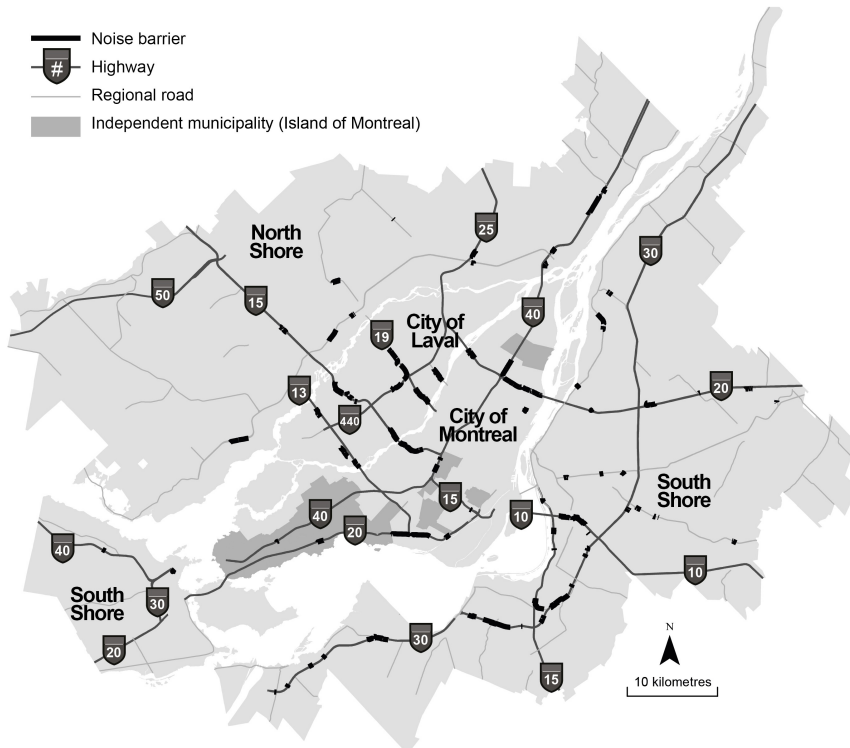 Noise barrier
#
Highway
Regional road
Independent municipality (Island of Montreal)
25
North
Shore
30
50
15
40
19
City of
Laval
13
20
440
City of
Montreal
15
South
Shore
40
10
20
40
10
South
Shore
30
20
30
15
N
10 kilometres